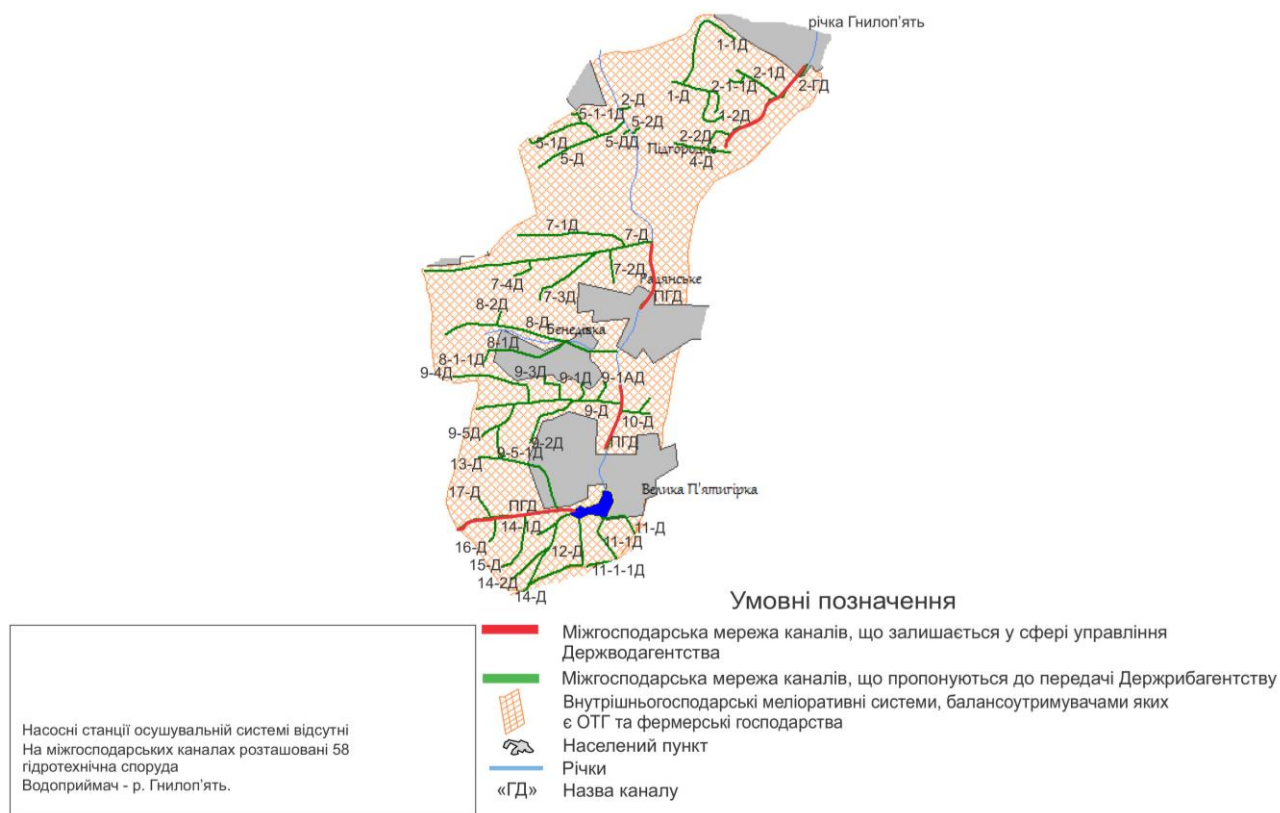 річка Гнилоп'ять
1-1Д
2-1Д
2-1-1Д
2-ГД
1-Д
2-Д
5-1-1Д
1-2Д
5-2Д
2-2Д
5-1Д
5-ДД
Підгородне
5-Д
4-Д
7-1Д
7-Д
7-2Д
Радянське
7-4Д
7-3Д
ПГД
8-2Д
8-Д
Бенедівка
8-1Д
8-1-1Д
9-4Д
9-3Д
9-1Д
9-1АД
9-Д
10-Д
9-5Д
9-2Д
ПГД
9-5-1Д
13-Д
Велика П'ятигірка
17-Д
ПГД
14-1Д
11-Д
16-Д
12-Д
11-1Д
15-Д
11-1-1Д
14-2Д
14-Д
Умовні позначення
Міжгосподарська мережа каналів, що залишається у сфері управління
Держводагентства
Міжгосподарська мережа каналів, що пропонуються до передачі Держрибагентству
Внутрішньогосподарські меліоративні системи, балансоутримувачами яких
є ОТГ та фермерські господарства
Населений пункт
Річки
«ГД» Назва каналу
Насосні станції осушувальній системі відсутні
На міжгосподарських каналах розташовані 58
гідротехнічна споруда
Водоприймач - р. Гнилоп'ять.